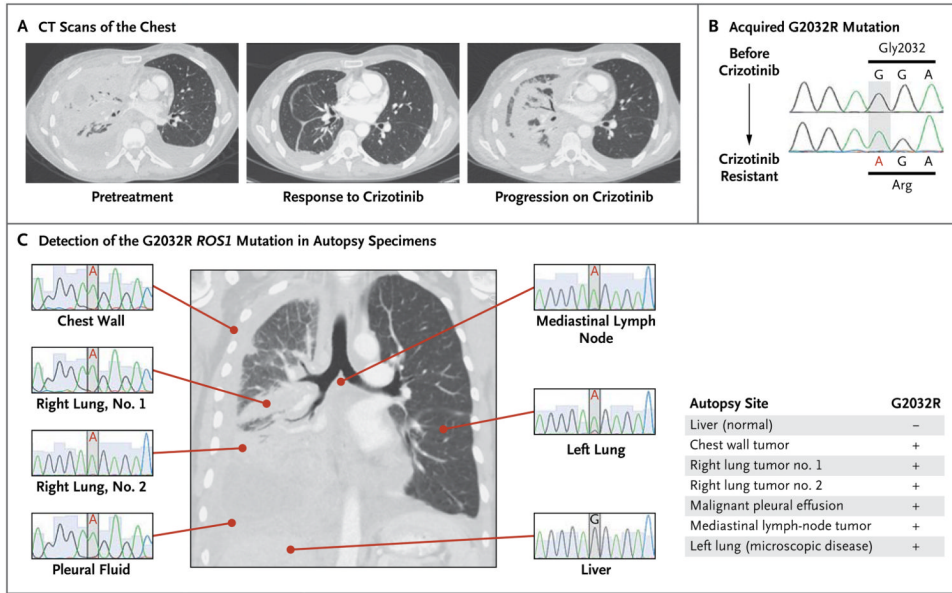 A CT Scans of the Chest
Pretreatment
Response to Crizotinib
Progression on Crizotinib
B Acquired G2032R Mutation
Before
Crizotinib
Gly2032
G G A
Crizotinib
Resistant
A G A
Arg
C Detection of the G2032R ROS1 Mutation in Autopsy Specimens
A
Chest Wall
A
Right Lung, No. 1
A
Right Lung, No. 2
A
Pleural Fluid
A
Mediastinal Lymph
Node
A
Left Lung
G
Liver
Autopsy Site G2032R
Liver (normal) –
Chest wall tumor +
Right lung tumor no. 1 +
Right lung tumor no. 2 +
Malignant pleural effusion +
Mediastinal lymph-node tumor +
Left lung (microscopic disease) +